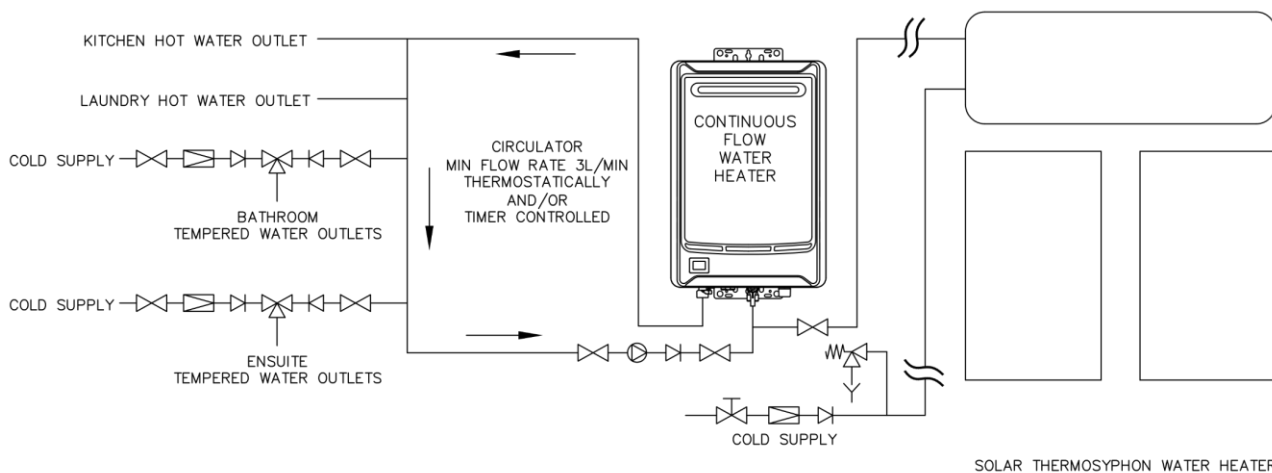 KITCHEN HOT WATER OUTLET
LAUNDRY HOT WATER OUTLET
COLD SUPPLY
BATHROOM
TEMPERED WATER OUTLETS
COLD SUPPLY
ENSUITE
TEMPERED WATER OUTLETS
CIRCULATOR
MIN FLOW RATE 3L/MIN
THERMOSTATICALLY
AND/OR
TIMER CONTROLLED
CONTINUOUS
FLOW
WATER
HEATER
COLD SUPPLY
SOLAR THERMOSYPHON WATER HEATER